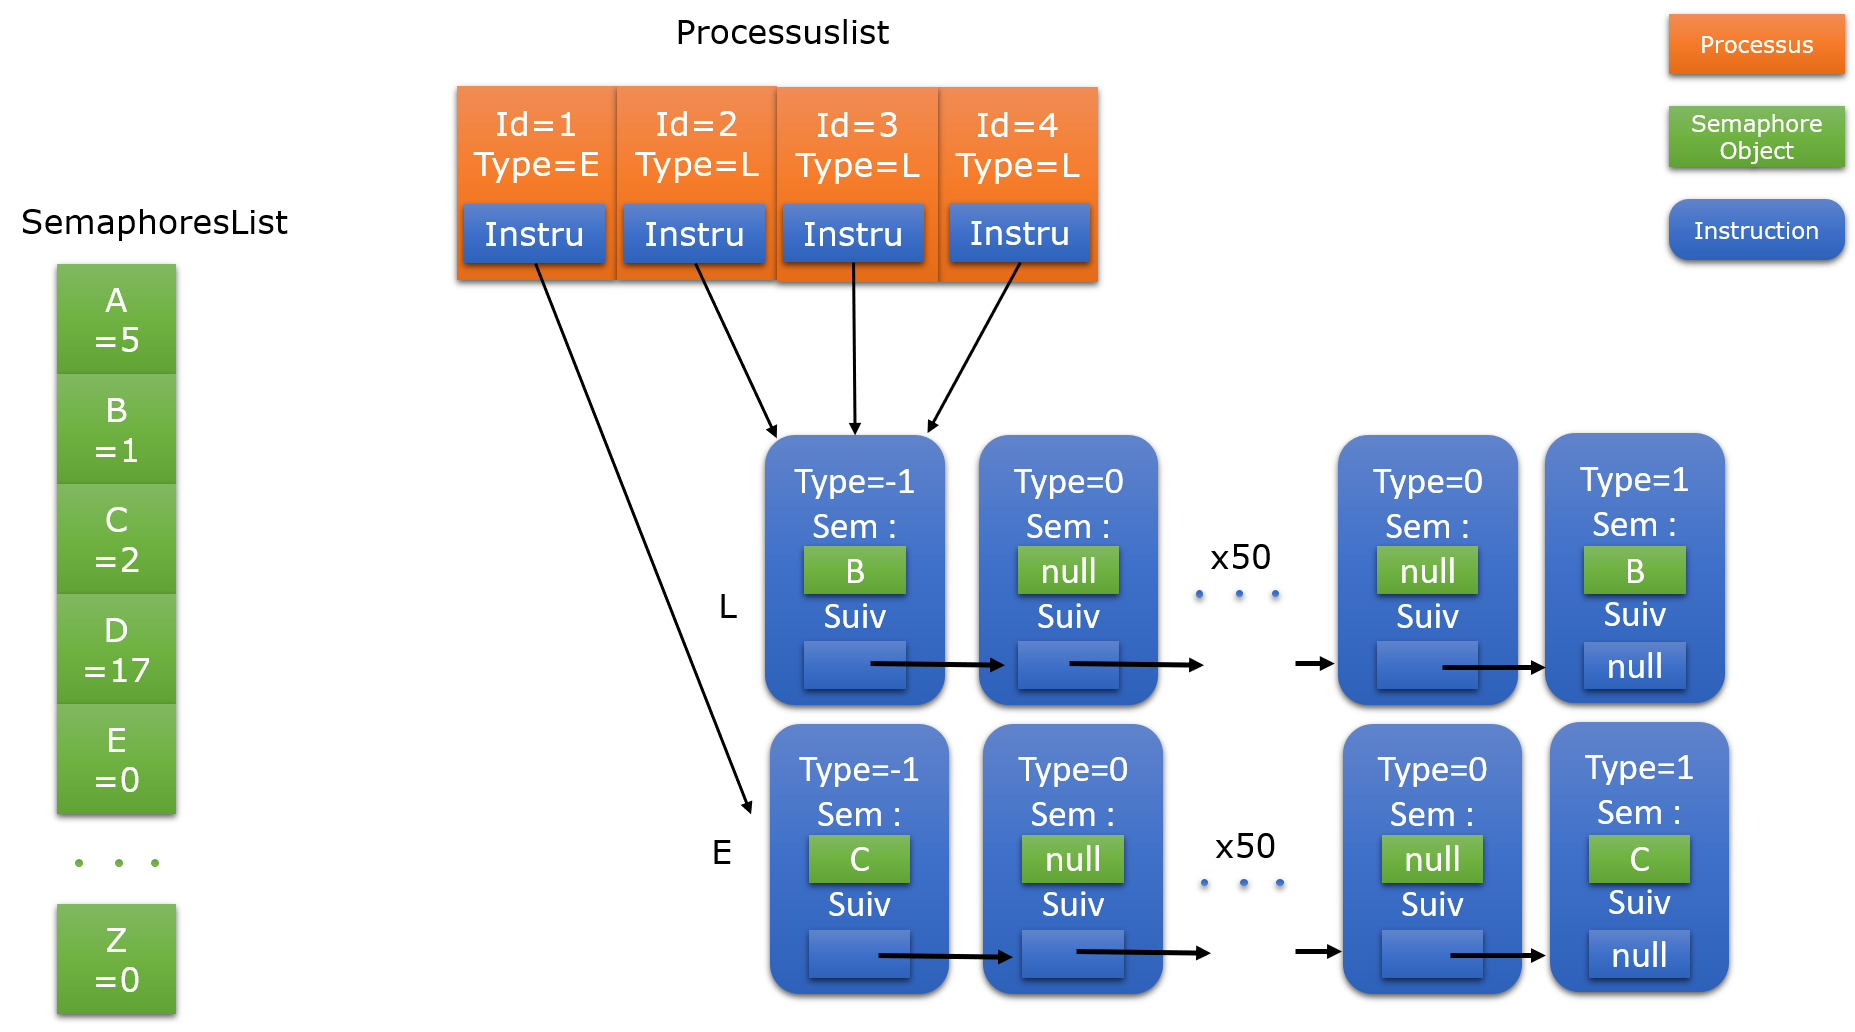 Processuslist
Processus
Semaphore
Object
Instruction
Id=1
Type=E
Instru
Id=2
Type=L
Instru
Id=3
Type=L
Instru
Id=4
Type=L
Instru
SemaphoresList
A
=5
B
=1
C
=2
D
=17
E
=0
. . .
Z
=0
L
Type=-1
Sem :
B
Suiv
Type=0
Sem :
null
Suiv
x50
. . .
Type=0
Sem :
null
Suiv
Type=1
Sem :
B
Suiv
null
E
Type=-1
Sem :
C
Suiv
Type=0
Sem :
null
Suiv
x50
. . .
Type=0
Sem :
null
Suiv
Type=1
Sem :
C
Suiv
null